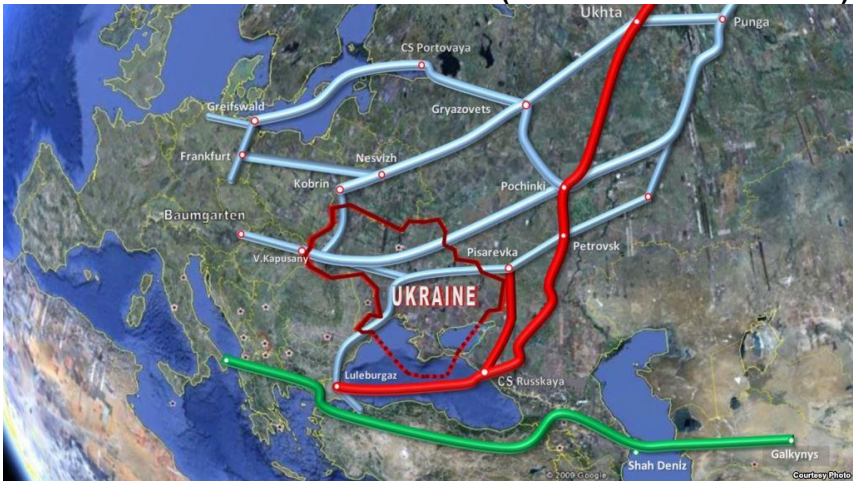 Ukhta
Punga
CS Portovaya
Gryazovets
Greifswald
Frankfurt
Nesvizh
Kobrin
Pochinki
Baumgarten
V.Kapusany
Pisarevka
Petrovsk
UKRAINE
Luleburgaz
CS Russkaya
Galkynys
Shah Deniz
© 2009 Google
Courtesy Photo